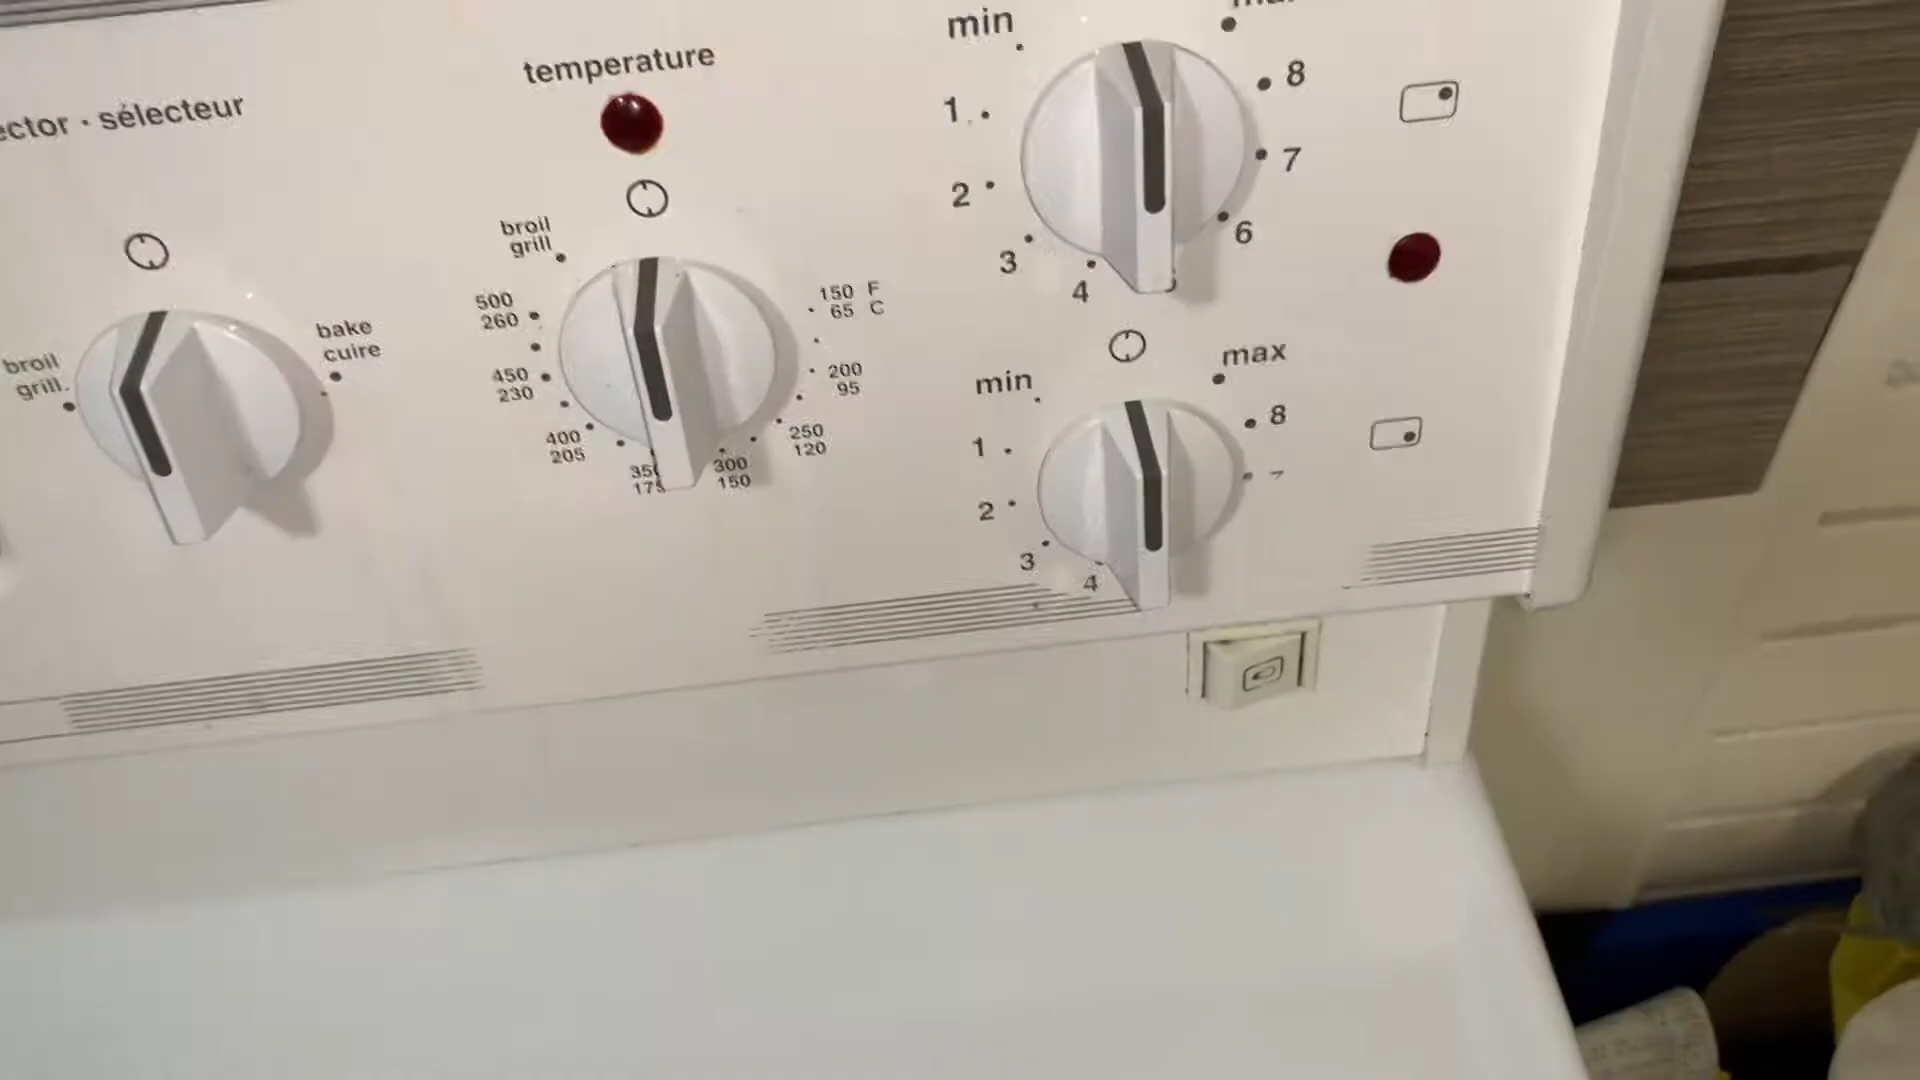 sélecteur
broil
grill
bake
cuire
temperature
broil
grill
500
260
450
230
400
205
300
150
250
120
200
95
150 F
65 C
min
1
2
3
4
6
7
8
min
max
1
2
3
4
8